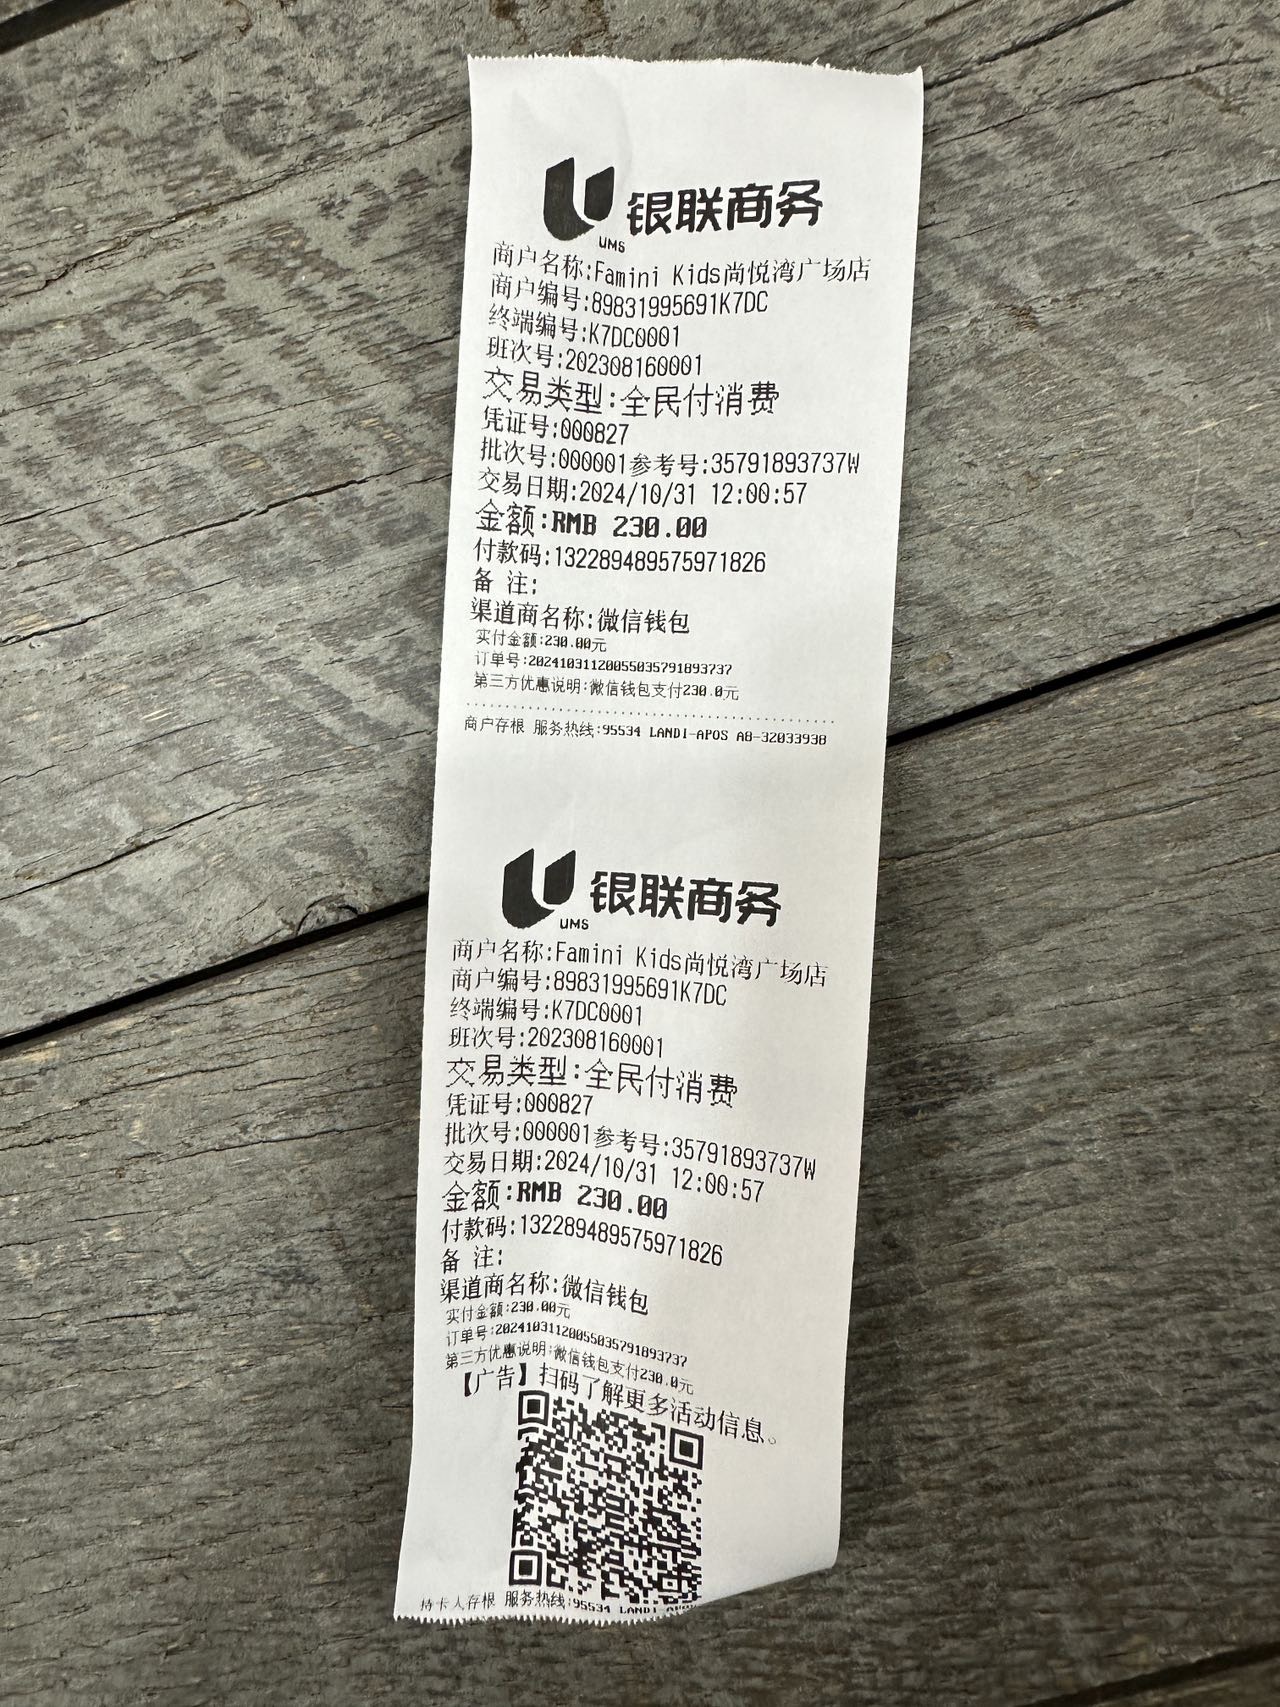 银联商务
UMS
商户名称:Famini Kids尚悦湾广场店
商户编号:89831995691K7DC
终端编号:K7DC0001
班次号:202308160001
交易类型:全民付消费
凭证号:000827
批次号:000001参考号:35791893737W
交易日期:2024/10/31 12:00:57
金额:RMB 230.00
付款码:132289489575971826
备 注:
渠道商名称:微信钱包
实付金额:230.00元
订单号:20241031120055035791893737
第三方优惠说明:微信钱包支付230.0元
商户存根 服务热线:95534 LANDI-APOS A8-32033938
银联商务
UMS
商户名称:Famini Kids尚悦湾广场店
商户编号:89831995691K7DC
终端编号:K7DC0001
班次号:202308160001
交易类型:全民付消费
凭证号:000827
批次号:000001参考号:35791893737W
交易日期:2024/10/31 12:00:57
金额:RMB 230.00
付款码:132289489575971826
备 注:
渠道商名称:微信钱包
实付金额:230.00元
订单号:20241031120055035791893737
第三方优惠说明:微信钱包支付230.0元
【广告】扫码了解更多活动信息。
持卡人存根 服务热线:95534 LANDI